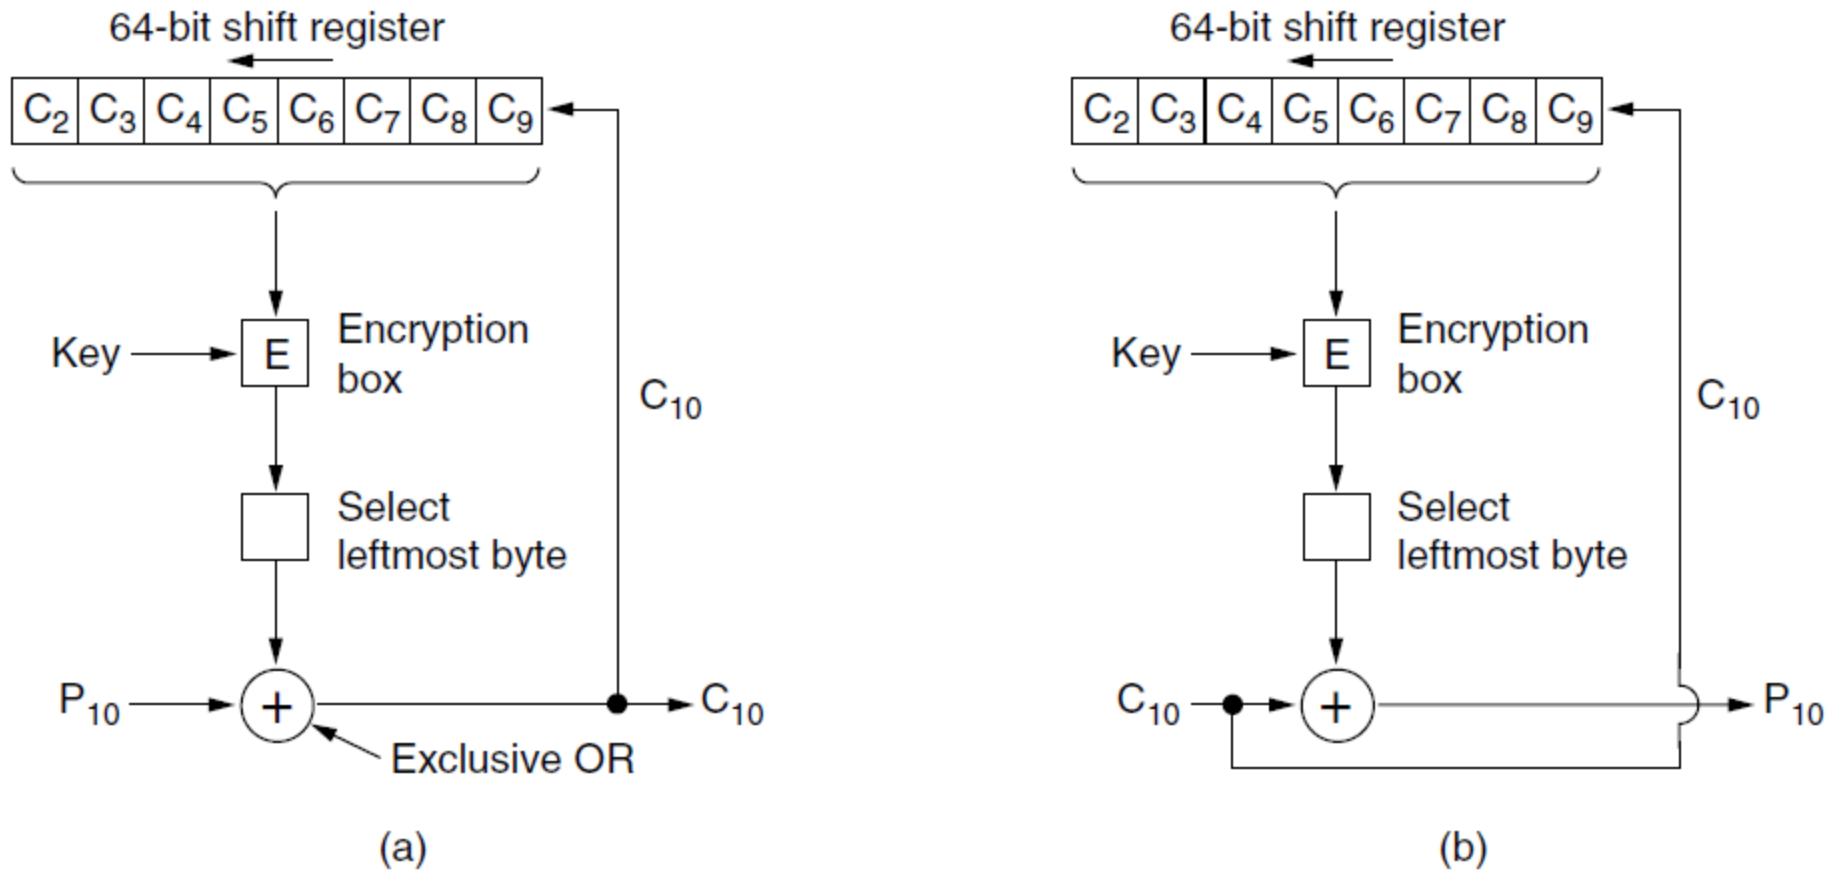 64-bit shift register
C₂ C₃ C₄ C₅ C₆ C₇ C₈ C₉
Key
E
Encryption
box
C₁₀
Select
leftmost byte
P₁₀
+
C₁₀
Exclusive OR
(a)
64-bit shift register
C₂ C₃ C₄ C₅ C₆ C₇ C₈ C₉
Key
E
Encryption
box
C₁₀
Select
leftmost byte
C₁₀
+
P₁₀
(b)